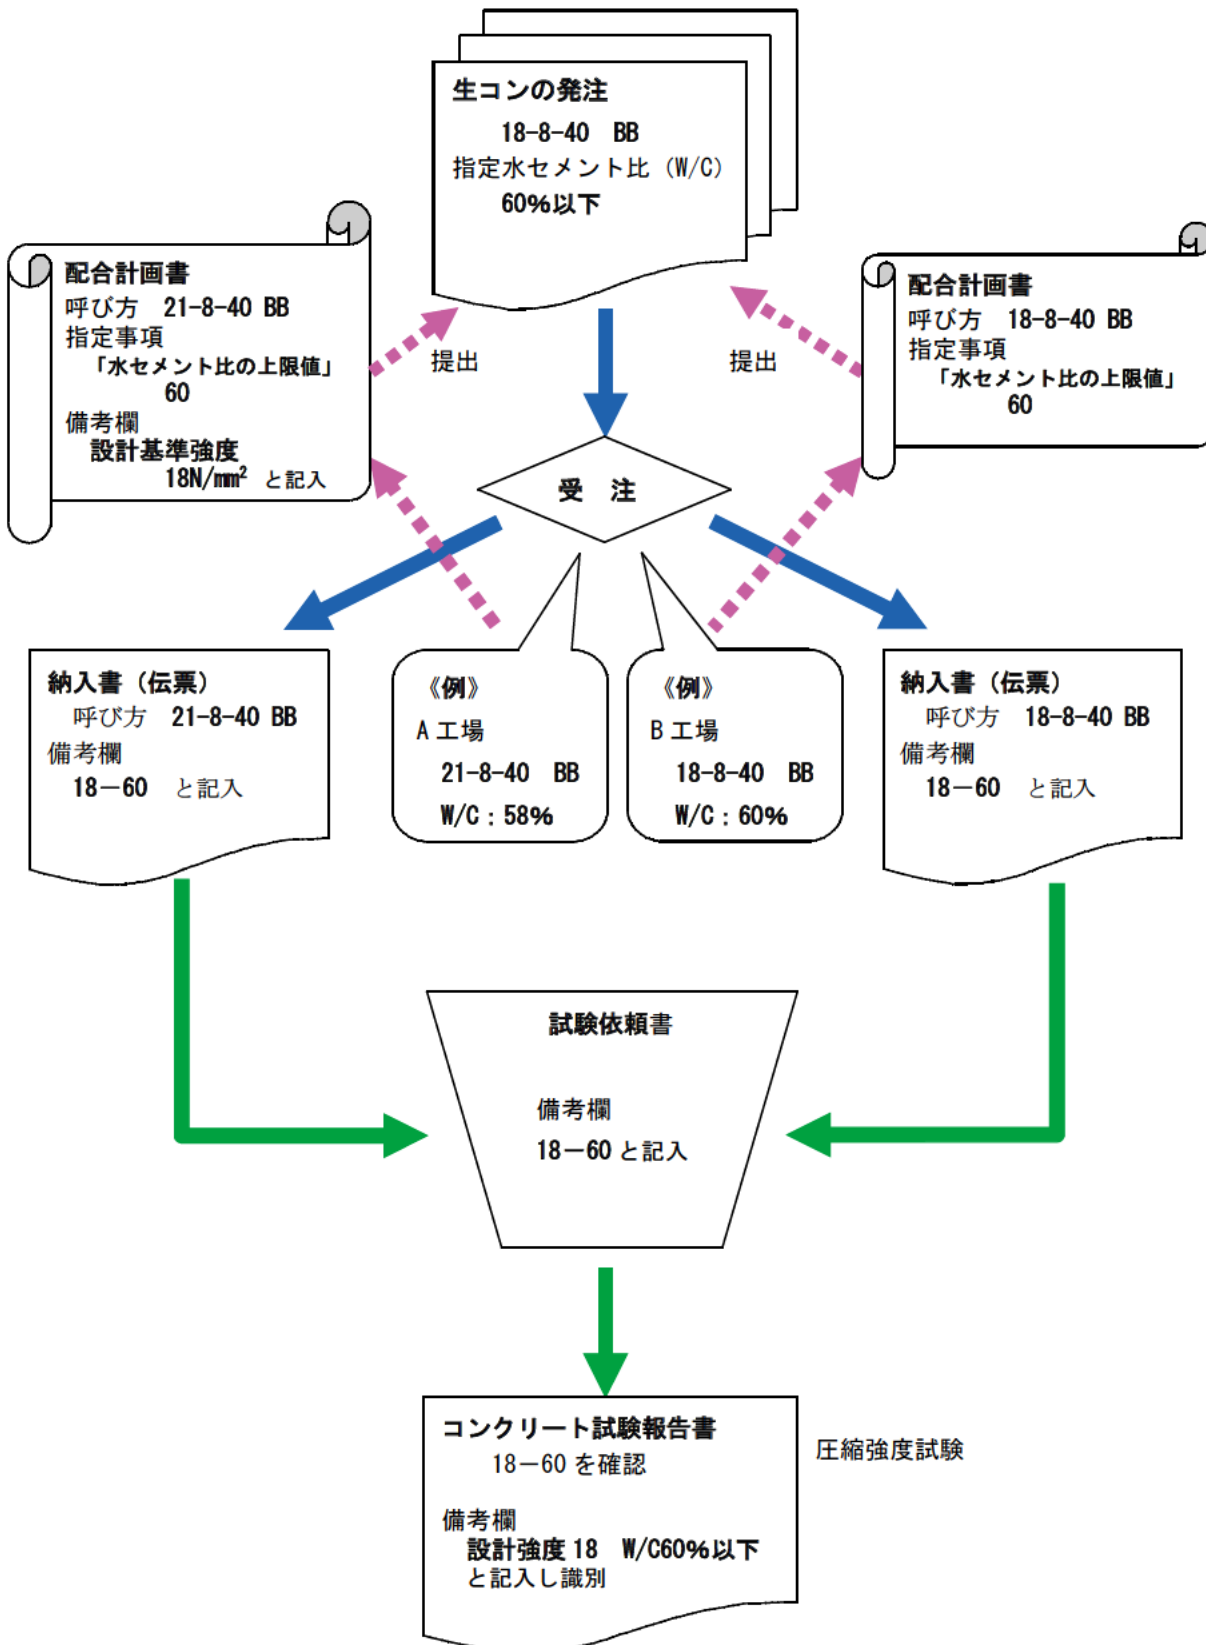 生コンの発注
18-8-40 BB
指定水セメント比（W/C）
60%以下
配合計画書
呼び方 21-8-40 BB
指定事項
「水セメント比の上限値」
60
備考欄
設計基準強度
18N/mm² と記入
提出
提出
配合計画書
呼び方 18-8-40 BB
指定事項
「水セメント比の上限値」
60
受 注
納入書（伝票）
呼び方 21-8-40 BB
備考欄
18－60 と記入
《例》
A工場
21-8-40 BB
W/C：58%
《例》
B工場
18-8-40 BB
W/C：60%
納入書（伝票）
呼び方 18-8-40 BB
備考欄
18－60 と記入
試験依頼書
備考欄
18－60 と記入
コンクリート試験報告書
18－60 を確認
備考欄
設計強度 18 W/C60%以下
と記入し識別
圧縮強度試験